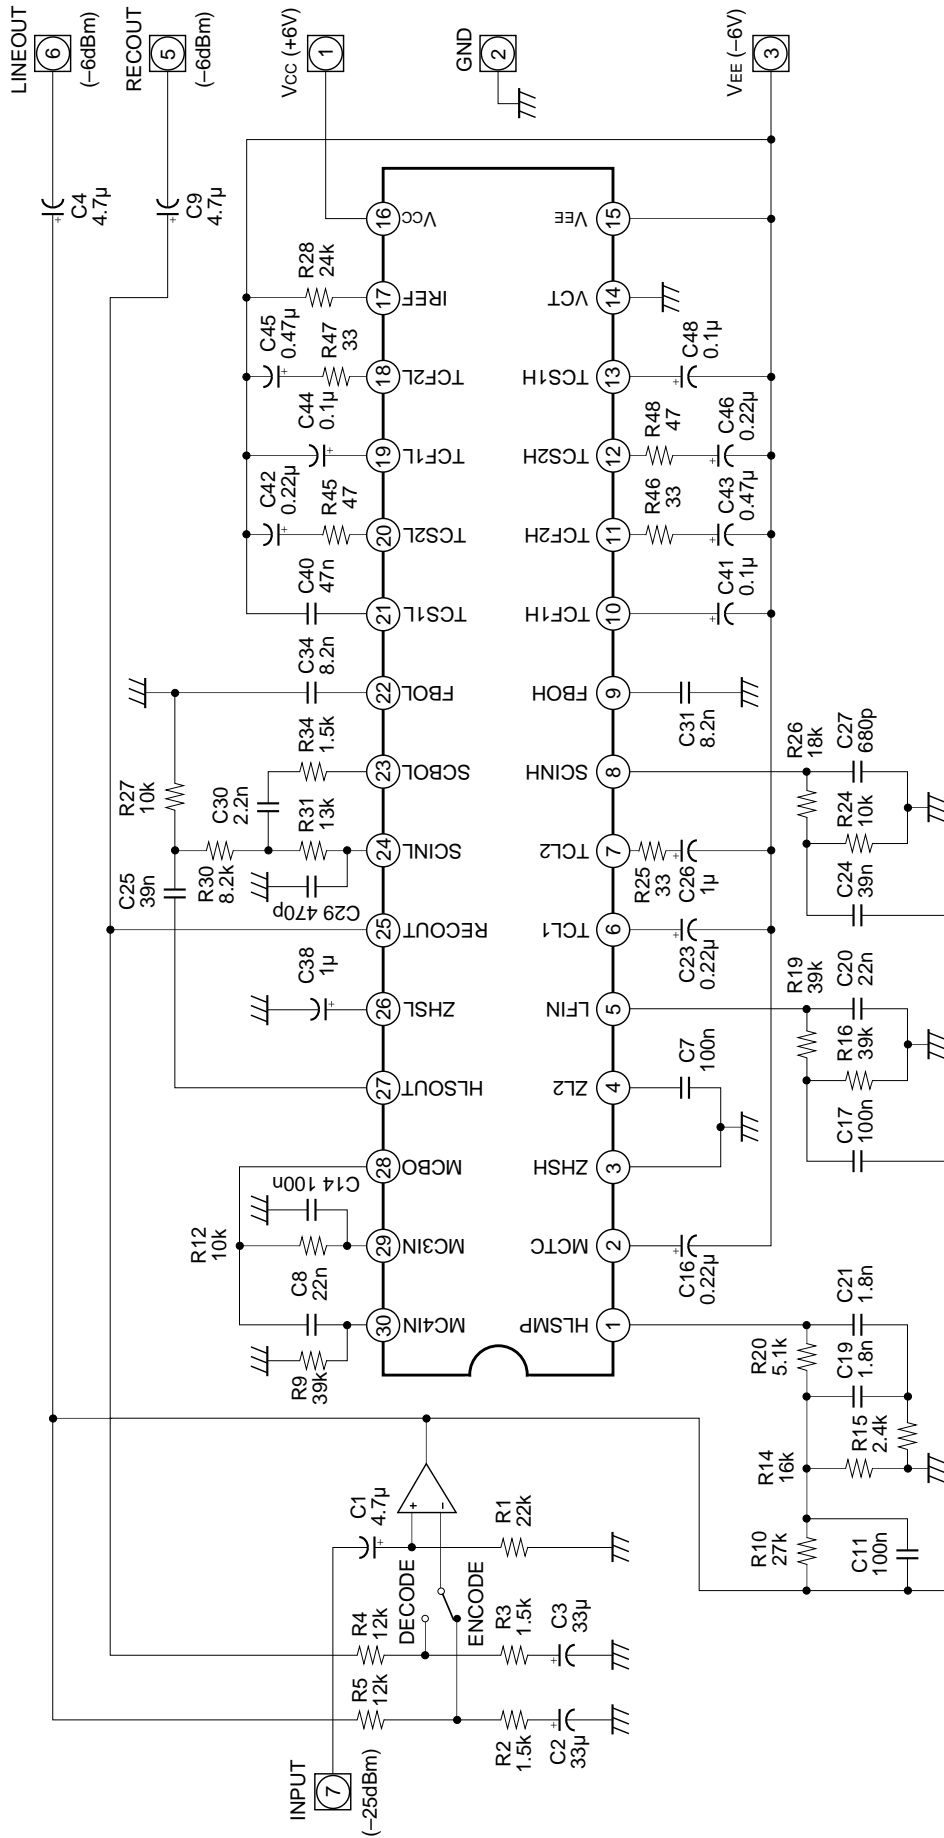 LINEOUT
6
(–6dBm)
RECOUT
5
(–6dBm)
VCC (+6V)
1
GND
2
VEE (–6V)
3
+
C4
4.7µ
+
C9
4.7µ
16
VCC
15
VEE
R28
24k
17
IREF
14
VCT
C45
0.47µ
+
R47
33
18
TCF2L
13
TCS1H
+
C48
0.1µ
C44
0.1µ
+
19
TCF1L
12
TCS2H
R48
47
+
C46
0.22µ
C42
0.22µ
+
R45
47
20
TCS2L
11
TCF2H
R46
33
+
C43
0.47µ
C40
47n
21
TCS1L
10
TCF1H
+
C41
0.1µ
C34
8.2n
22
FBOL
9
FBOH
C31
8.2n
R27
10k
C30
2.2n
R34
1.5k
23
SCBOL
8
SCINH
R26
18k
C27
680p
R30
8.2k
R31
13k
24
SCINL
7
TCL2
R25
33
+
C26
1µ
R24
10k
C24
39n
C25
39n
C29 470p
25
RECOUT
6
TCL1
+
C23
0.22µ
C38
1µ
+
26
ZHSL
5
LFIN
R19
39k
C20
22n
R16
39k
C17
100n
27
HLSOUT
4
ZL2
C7
100n
28
MCBO
3
ZHSH
R12
10k
C14 100n
29
MC3IN
2
MCTC
+
C16
0.22µ
C8
22n
30
MC4IN
1
HLSMP
R9
39k
R20
5.1k
C21
1.8n
C19
1.8n
R15
2.4k
R14
16k
R10
27k
C11
100n
C1
4.7µ
+
+
–
R1
22k
DECODE
ENCODE
R4
12k
R3
1.5k
+
C3
33µ
R5
12k
R2
1.5k
+
C2
33µ
INPUT
7
(–25dBm)